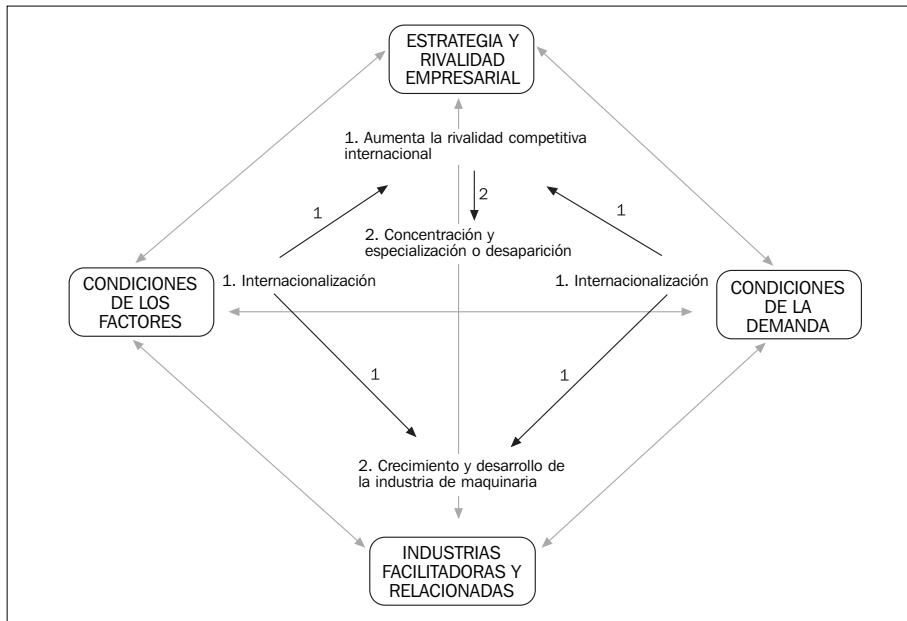 ESTRATEGIA Y
RIVALIDAD
EMPRESARIAL
1. Aumenta la rivalidad competitiva
internacional
1
2
1
2. Concentración y
especialización o desaparición
CONDICIONES
DE LOS
FACTORES
1. Internacionalización
1. Internacionalización
CONDICIONES
DE LA
DEMANDA
1
1
2. Crecimiento y desarrollo de
la industria de maquinaria
INDUSTRIAS
FACILITADORAS Y
RELACIONADAS